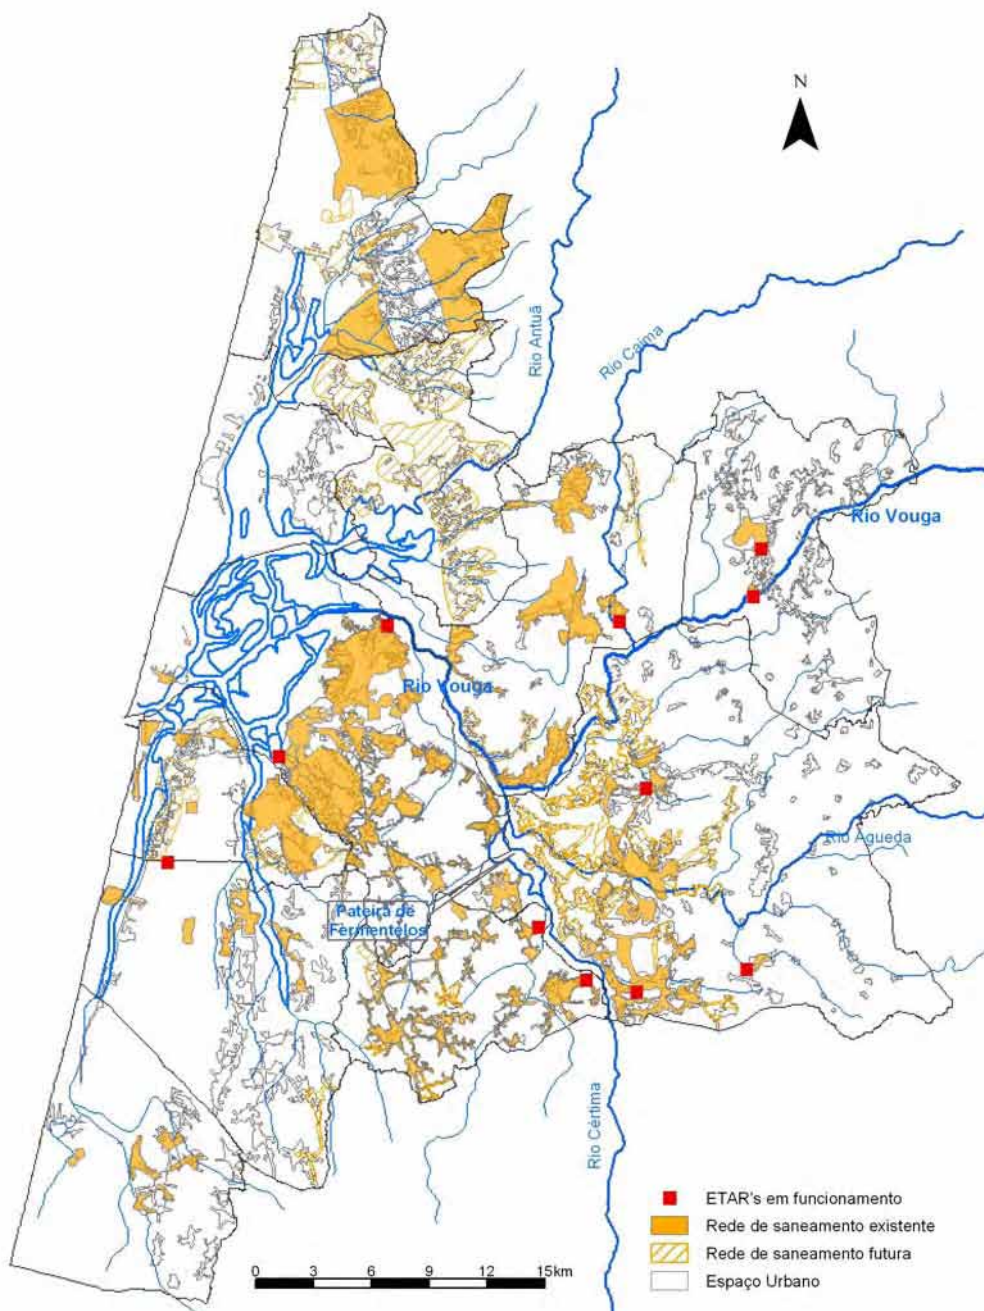 N
Rio Antuã
Rio Caima
Rio Vouga
Rio Vouga
Rio Agueda
Pateira de
Fermentelos
Rio Cértima
ETAR's em funcionamento
Rede de saneamento existente
Rede de saneamento futura
Espaço Urbano
0 3 6 9 12 15km